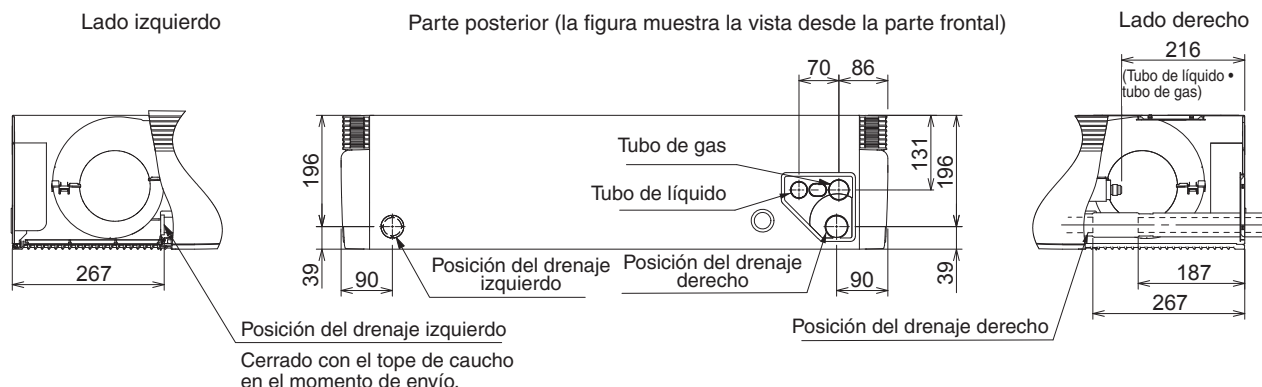 Lado izquierdo
Parte posterior (la figura muestra la vista desde la parte frontal)
Lado derecho
216
70
86
(Tubo de líquido •
tubo de gas)
Tubo de gas
Tubo de líquido
196
131
196
39
39
267
90
Posición del drenaje
izquierdo
Posición del drenaje
derecho
90
187
267
Posición del drenaje izquierdo
Posición del drenaje derecho
Cerrado con el tope de caucho
en el momento de envío.